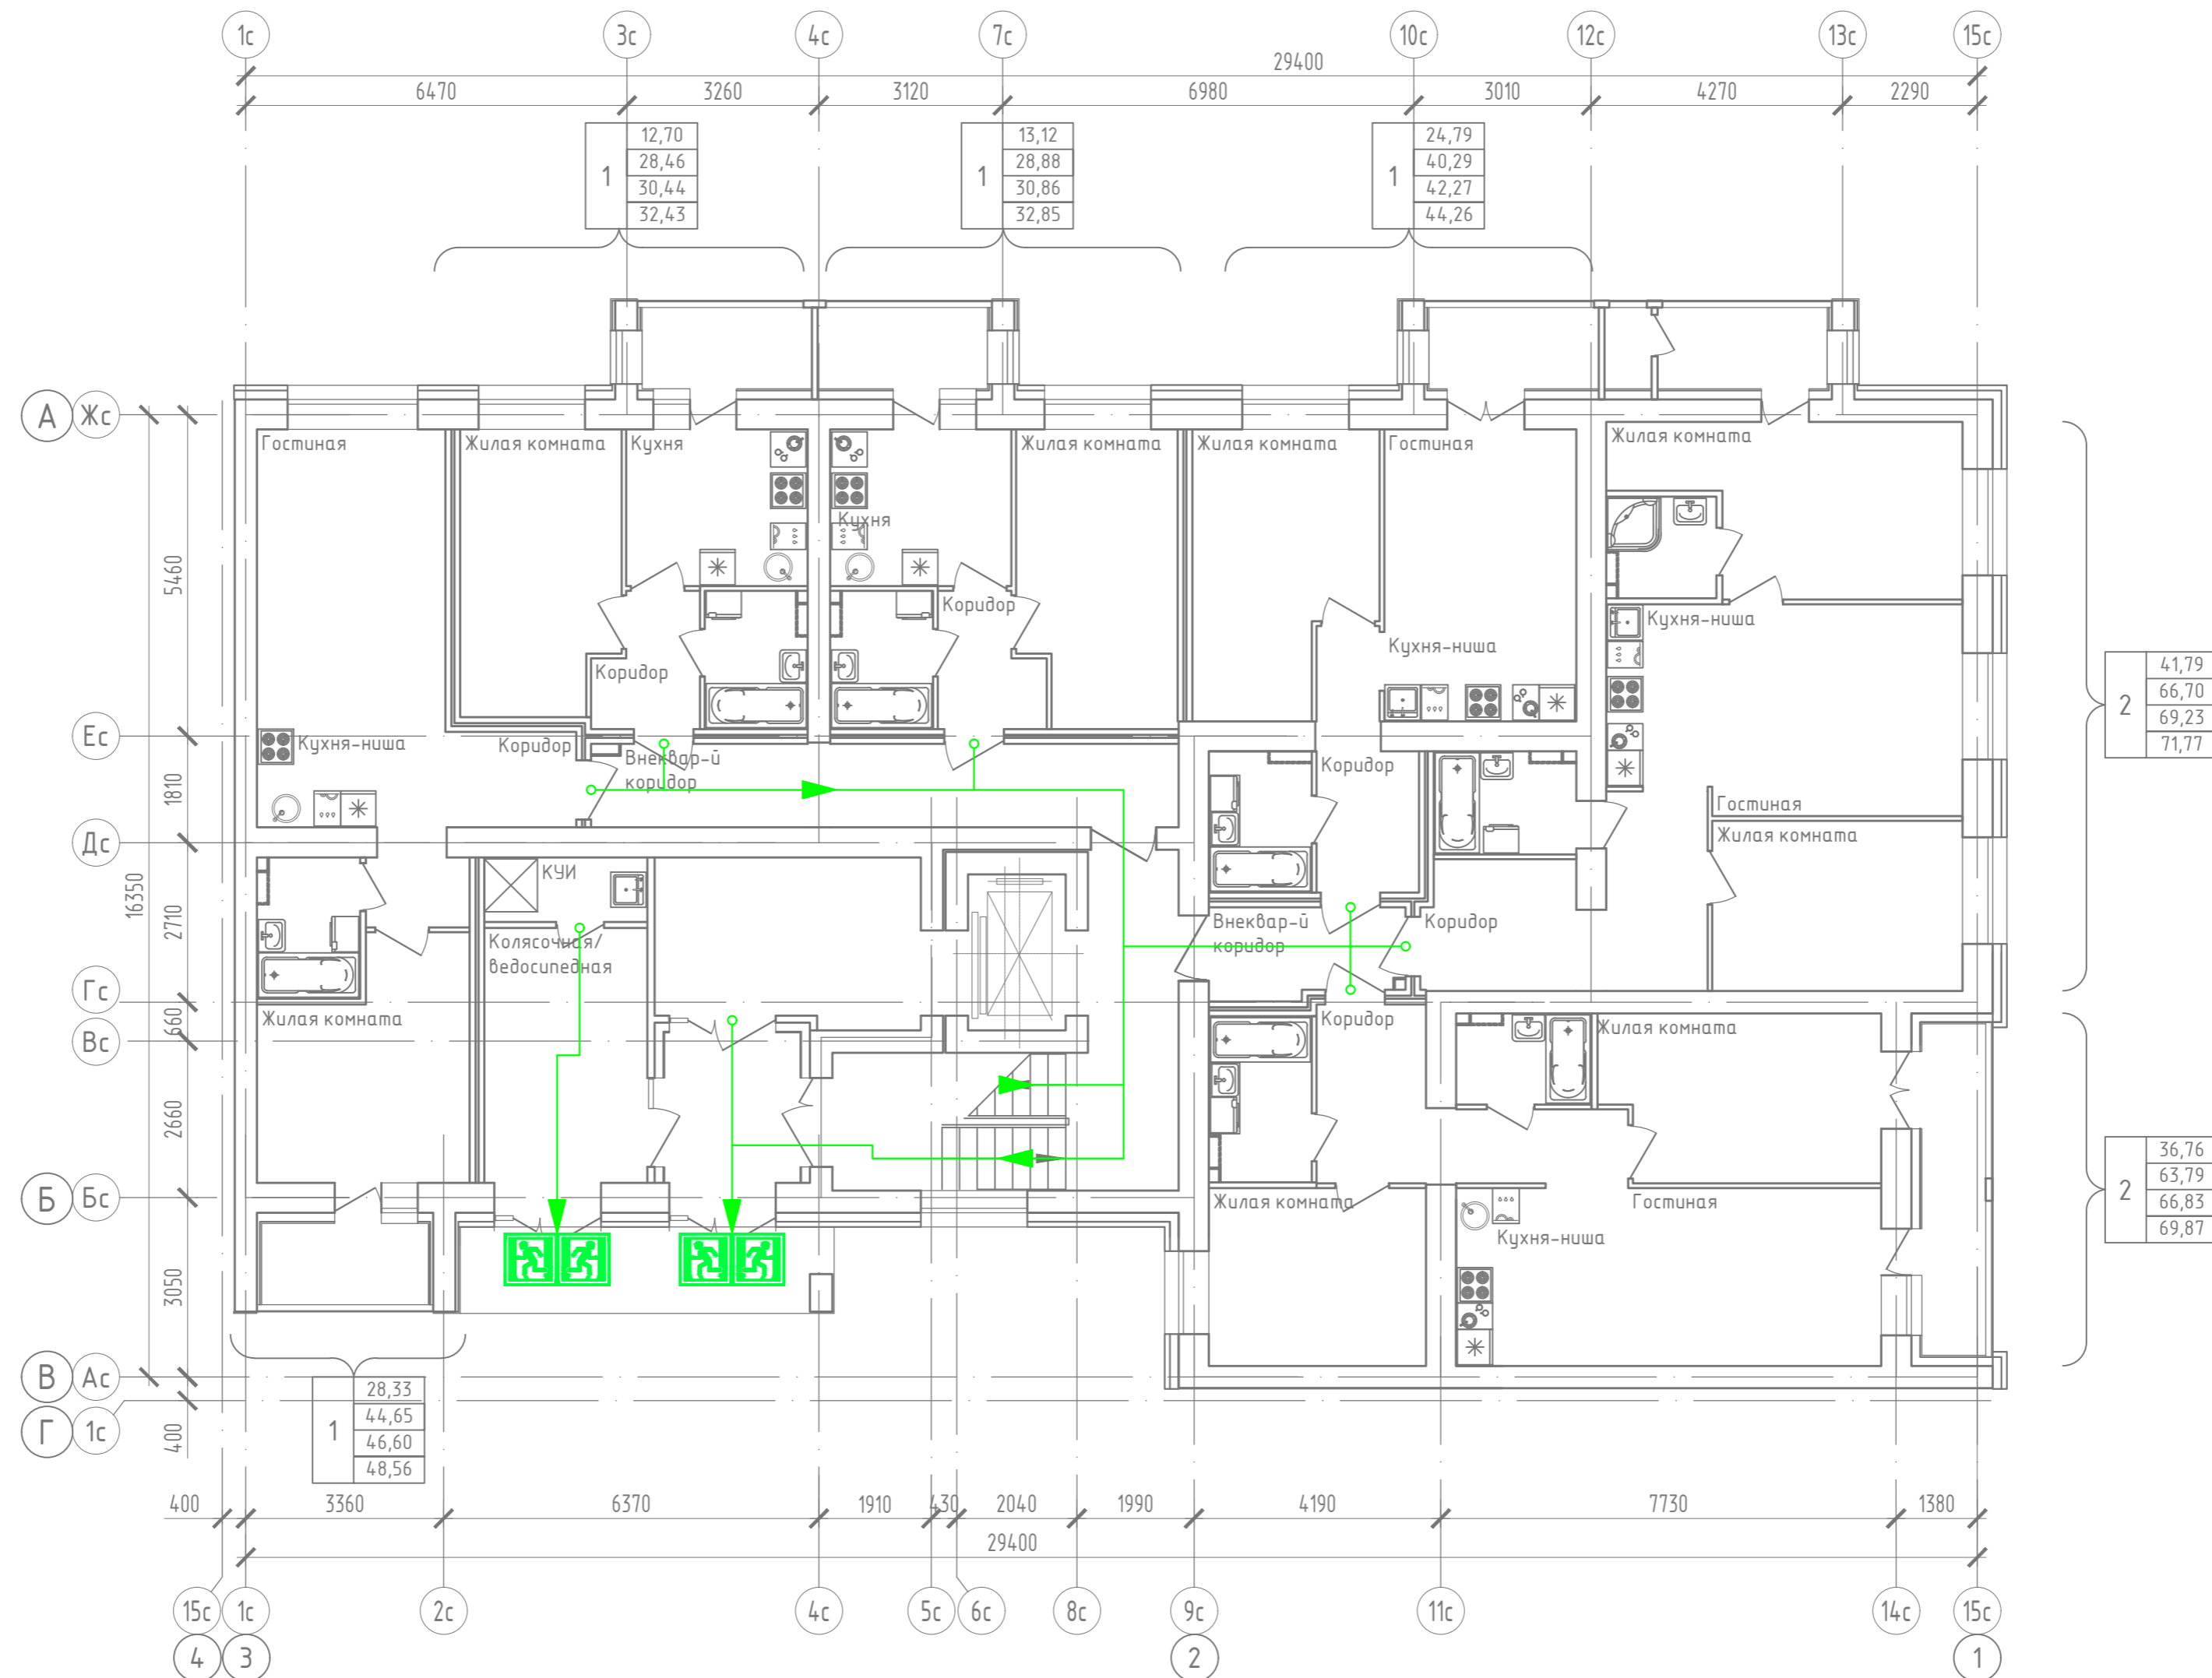 1с 3с 4с 7с 10с 12с 13с 15с
29400
6470 3260 3120 6980 3010 4270 2290
1
12,70
28,46
30,44
32,43
1
13,12
28,88
30,86
32,85
1
24,79
40,29
42,27
44,26
А Жс
Ес
Дс
Гс
Вс
Б Бс
В Ас
Г 1с
16350
5460
1810
2710
660
2660
3050
400
Гостиная
Жилая комната
Кухня
Кухня
Жилая комната
Жилая комната
Гостиная
Жилая комната
Коридор
Кухня-ниша
Кухня-ниша
Коридор
Кухня-ниша
Коридор
Внеквар-й
коридор
Коридор
Гостиная
Жилая комната
КУИ
Колясочная/
ведосипедная
Внеквар-й
коридор
Коридор
Жилая комната
Коридор
Жилая комната
Жилая комната
Гостиная
Кухня-ниша
2
41,79
66,70
69,23
71,77
2
36,76
63,79
66,83
69,87
1
28,33
44,65
46,60
48,56
400 3360 6370 1910 430 2040 1990 4190 7730 1380
29400
15с 1с 2с 4с 5с 6с 8с 9с 11с 14с 15с
4 3 2 1